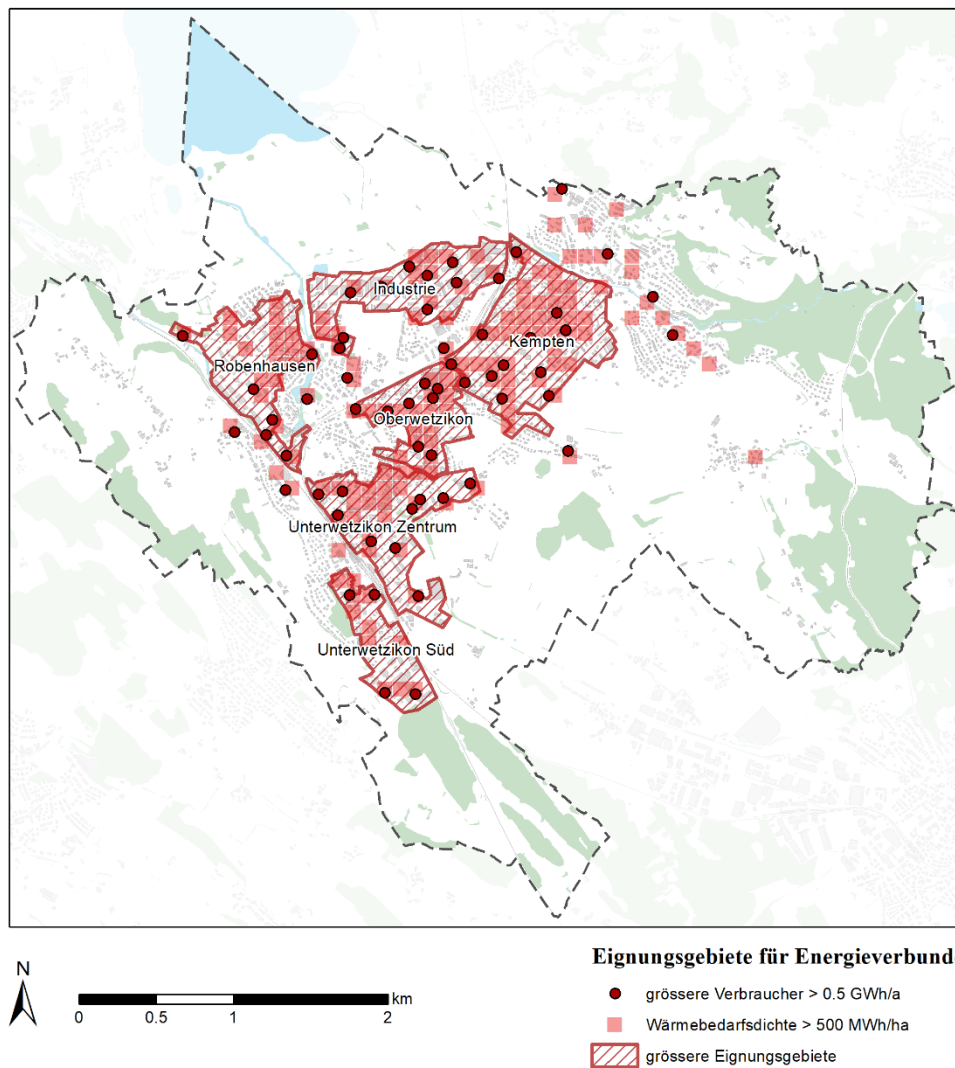 Industrie
Kempten
Robenhausen
Oberwetzikon
Unterwetzikon Zentrum
Unterwetzikon Süd
Eignungsgebiete für Energieverbund
N
km
0 0.5 1 2
grössere Verbraucher > 0.5 GWh/a
Wärmebedarfsdichte > 500 MWh/ha
grössere Eignungsgebiete